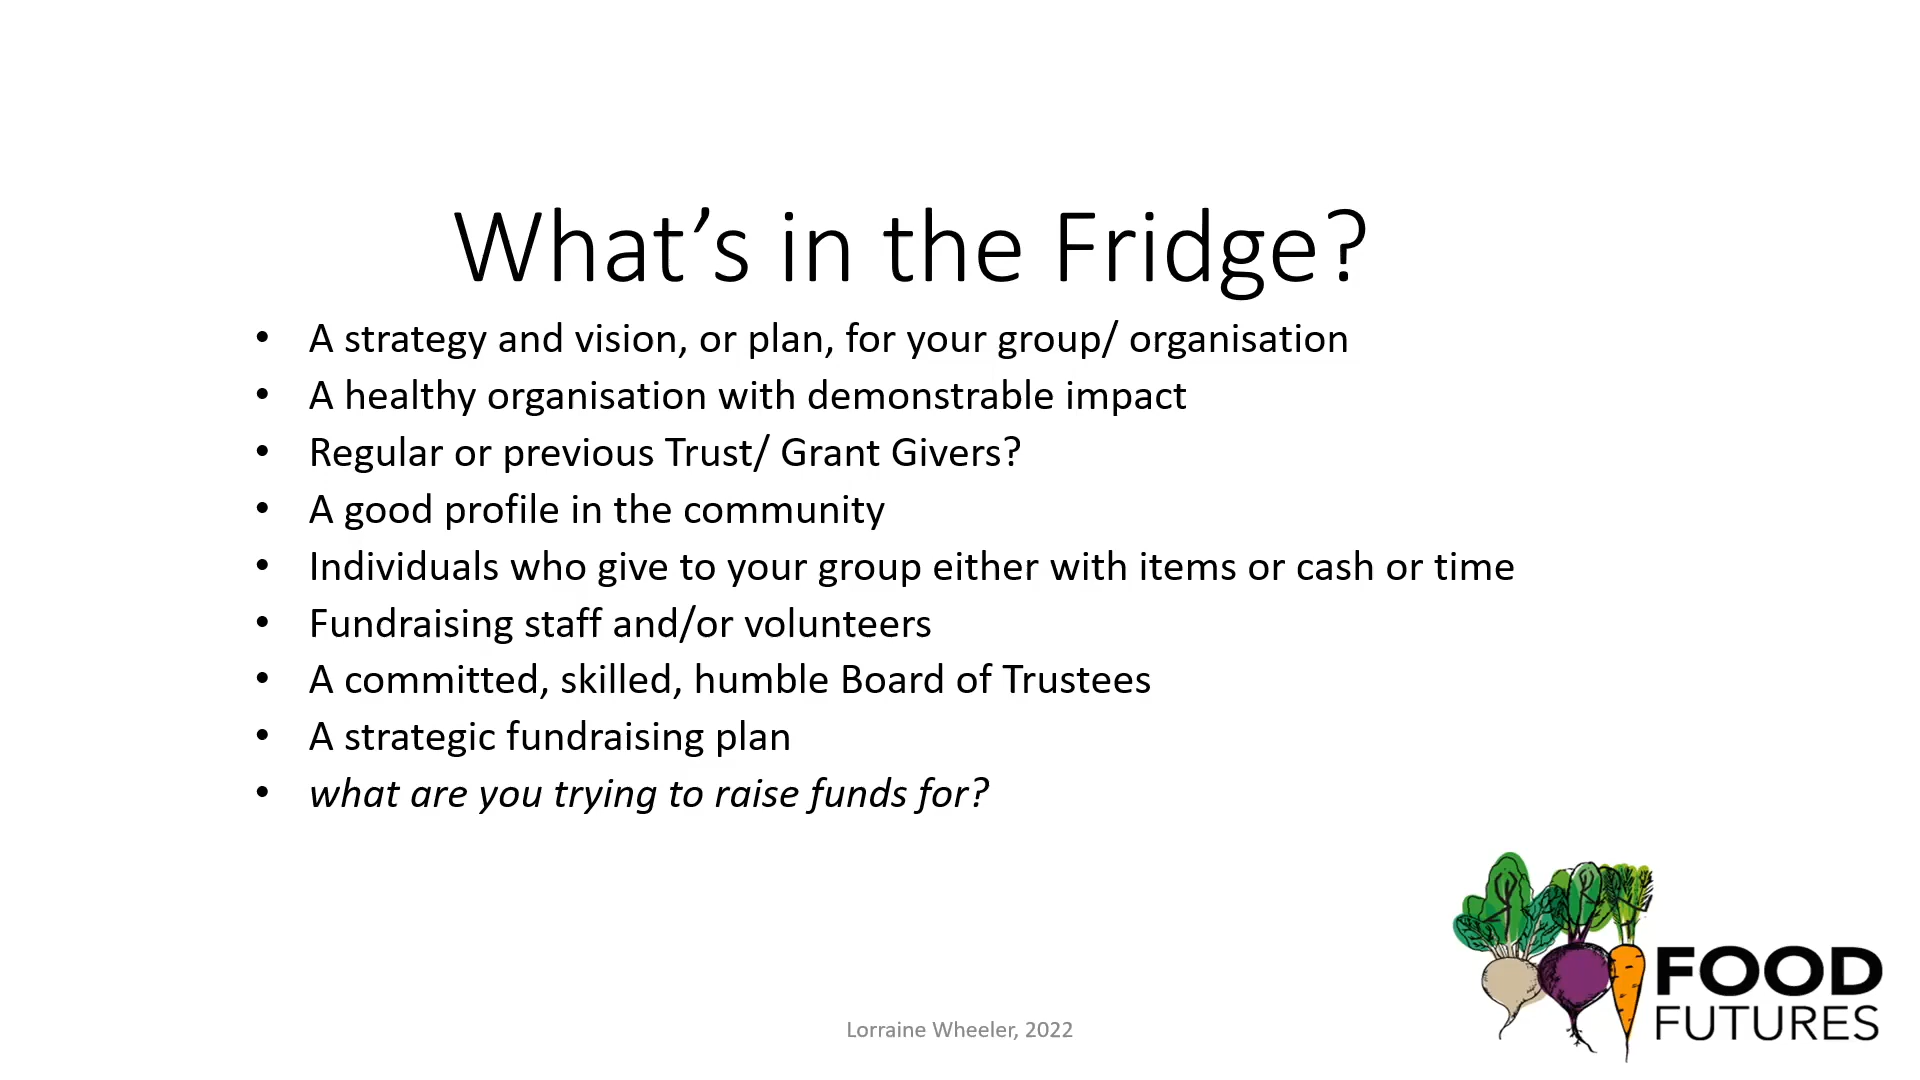 What’s in the Fridge?
• A strategy and vision, or plan, for your group/ organisation
• A healthy organisation with demonstrable impact
• Regular or previous Trust/ Grant Givers?
• A good profile in the community
• Individuals who give to your group either with items or cash or time
• Fundraising staff and/or volunteers
• A committed, skilled, humble Board of Trustees
• A strategic fundraising plan
• what are you trying to raise funds for?
FOOD
FUTURES
Lorraine Wheeler, 2022